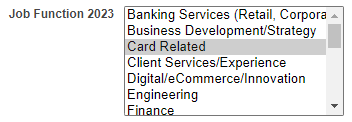 Job Function 2023
Banking Services (Retail, Corpora
Business Development/Strategy
Card Related
Client Services/Experience
Digital/eCommerce/Innovation
Engineering
Finance